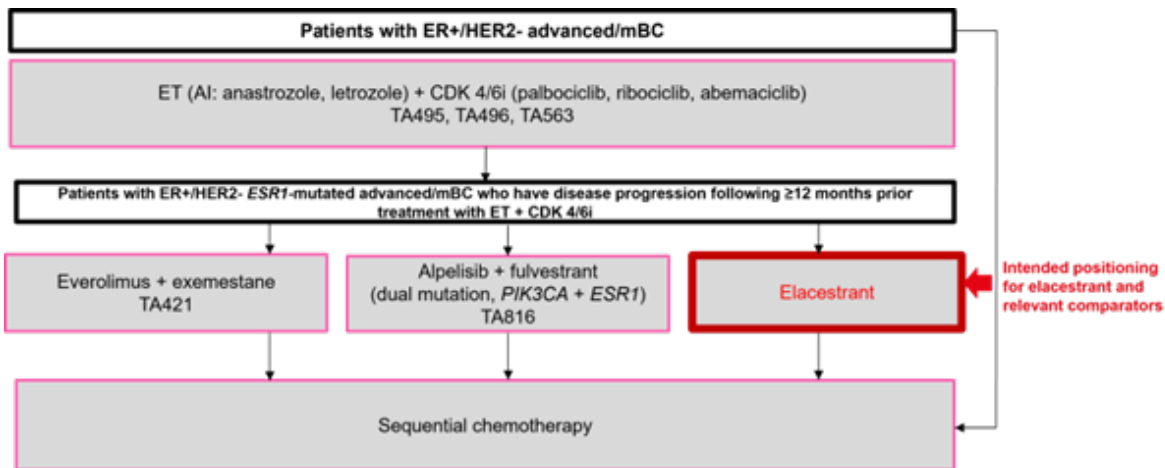 Patients with ER+/HER2- advanced/mBC
ET (AI: anastrozole, letrozole) + CDK 4/6i (palbociclib, ribociclib, abemaciclib)
TA495, TA496, TA563
Patients with ER+/HER2- ESR1-mutated advanced/mBC who have disease progression following ≥12 months prior
treatment with ET + CDK 4/6i
Everolimus + exemestane
TA421
Alpelisib + fulvestrant
(dual mutation, PIK3CA + ESR1)
TA816
Elacestrant
Intended positioning
for elacestrant and
relevant comparators
Sequential chemotherapy